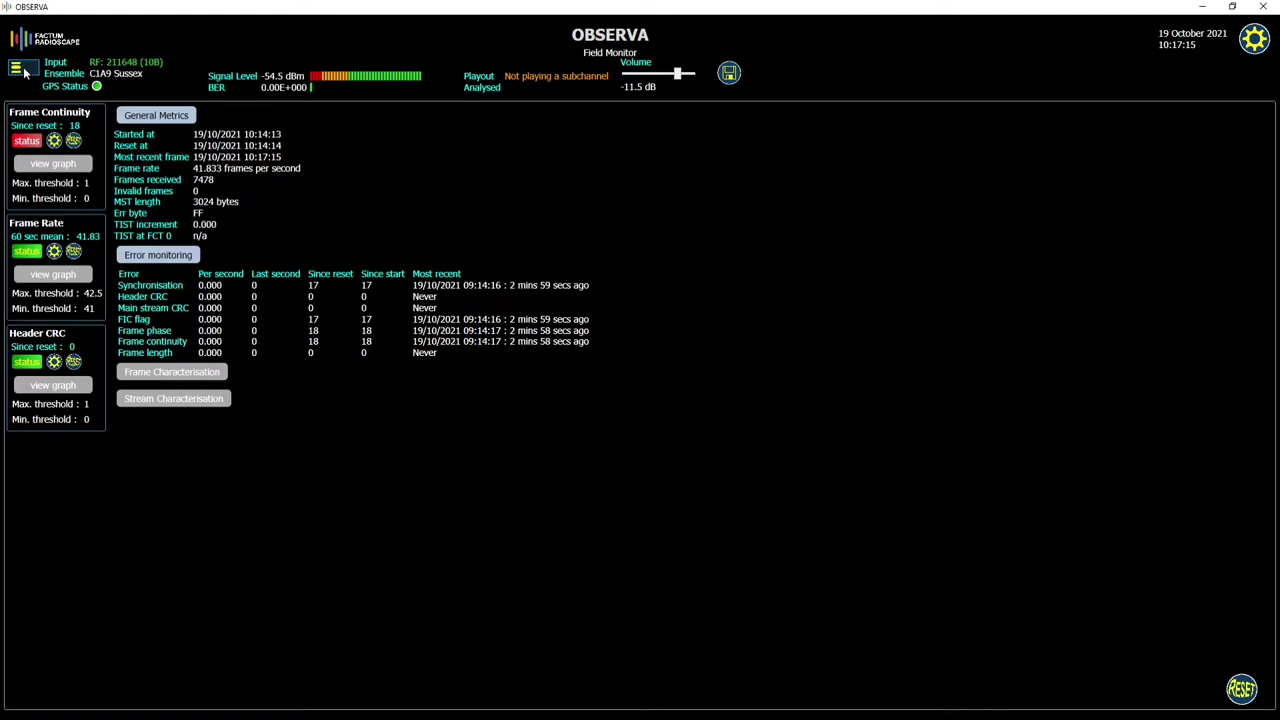 OBSERVA
FACTUM
RADIOSCAPE
OBSERVA
Field Monitor
19 October 2021
10:17:15
Input RF: 211648 (10B)
Ensemble C1A9 Sussex
GPS Status
Signal Level -54.5 dBm
BER 0.00E+000
Playout Not playing a subchannel
Analysed
Volume
-11.5 dB
Frame Continuity
Since reset : 18
status
view graph
Max. threshold : 1
Min. threshold : 0
Frame Rate
60 sec mean : 41.83
status
view graph
Max. threshold : 42.5
Min. threshold : 41
Header CRC
Since reset : 0
status
view graph
Max. threshold : 1
Min. threshold : 0
General Metrics
Started at 19/10/2021 10:14:13
Reset at 19/10/2021 10:14:14
Most recent frame 19/10/2021 10:17:15
Frame rate 41.833 frames per second
Frames received 7478
Invalid frames 0
MST length 3024 bytes
Err byte FF
TIST increment 0.000
TIST at FCT 0 n/a
Error monitoring
Error Per second Last second Since reset Since start Most recent
Synchronisation 0.000 0 17 17 19/10/2021 09:14:16 : 2 mins 59 secs ago
Header CRC 0.000 0 0 0 Never
Main stream CRC 0.000 0 0 0 Never
FIC flag 0.000 0 17 17 19/10/2021 09:14:16 : 2 mins 59 secs ago
Frame phase 0.000 0 18 18 19/10/2021 09:14:17 : 2 mins 58 secs ago
Frame continuity 0.000 0 18 18 19/10/2021 09:14:17 : 2 mins 58 secs ago
Frame length 0.000 0 0 0 Never
Frame Characterisation
Stream Characterisation
RESET